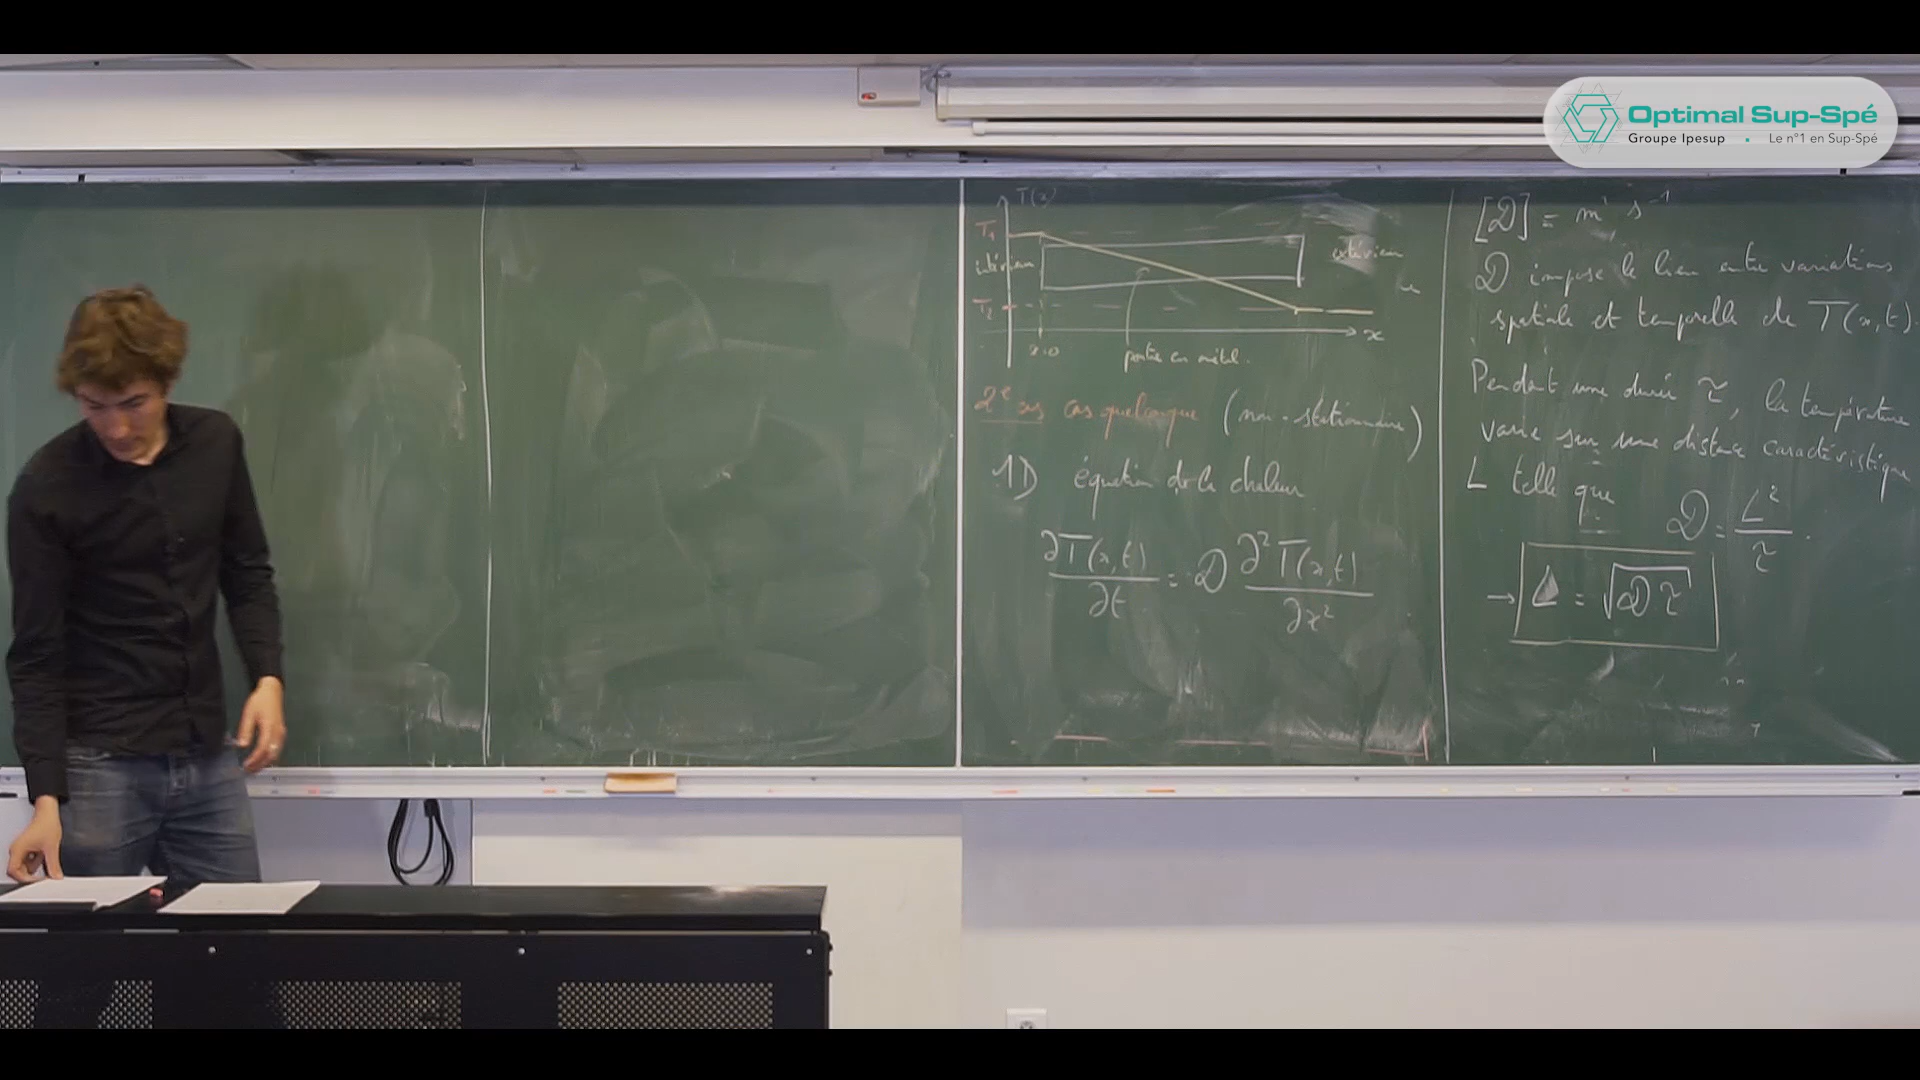 Optimal Sup-Spé
Groupe Ipesup . Le n°1 en Sup-Spé
T(x)
T₁
intérieur
extérieur
T₂
x=0
x
en métal.
2e cas cas quelconque (non-stationnaire)
1D équation de la chaleur
∂T(x,t)/∂t = D ∂²T(x,t)/∂x²
[D] = m² s⁻¹
D impose le lien entre variations
spatiale et temporelle de T(x,t).
Pendant une durée τ, la température
varie sur une distance caractéristique
L telle que D = L²/τ.
→ L = √Dτ